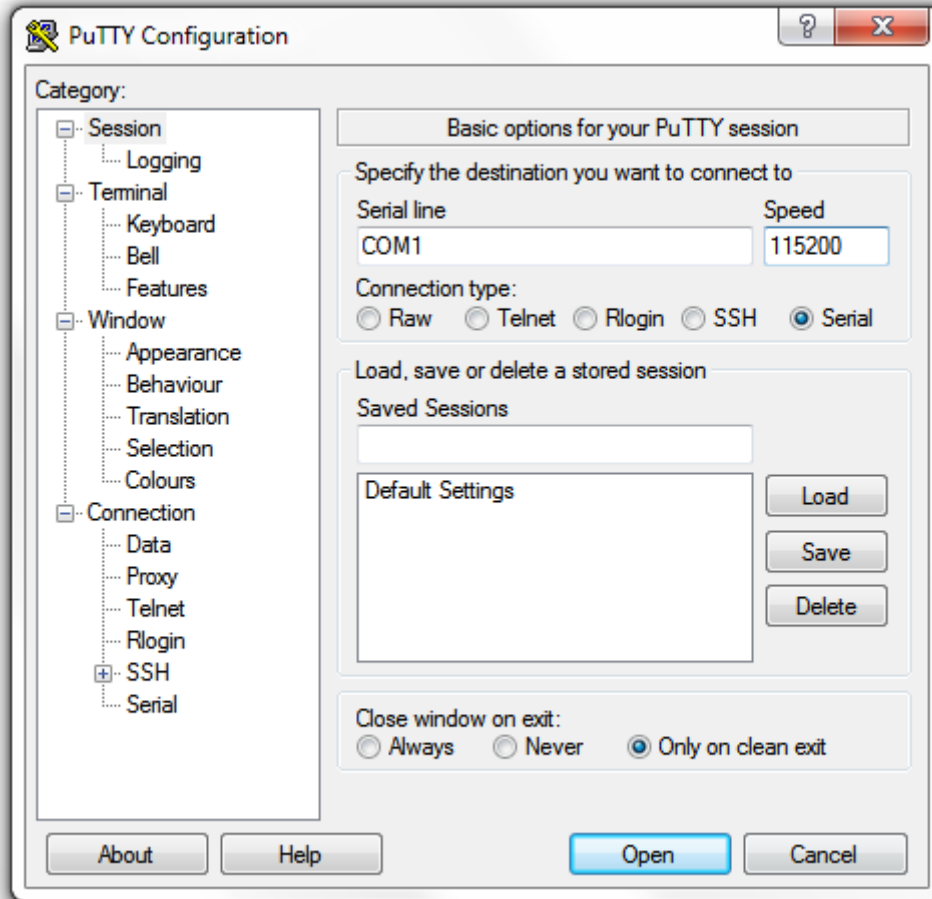 PuTTY Configuration
Category:
Session
Logging
Terminal
Keyboard
Bell
Features
Window
Appearance
Behaviour
Translation
Selection
Colours
Connection
Data
Proxy
Telnet
Rlogin
SSH
Serial
Basic options for your PuTTY session
Specify the destination you want to connect to
Serial line Speed
COM1 115200
Connection type:
Raw Telnet Rlogin SSH Serial
Load, save or delete a stored session
Saved Sessions
Default Settings
Load
Save
Delete
Close window on exit:
Always Never Only on clean exit
About Help Open Cancel